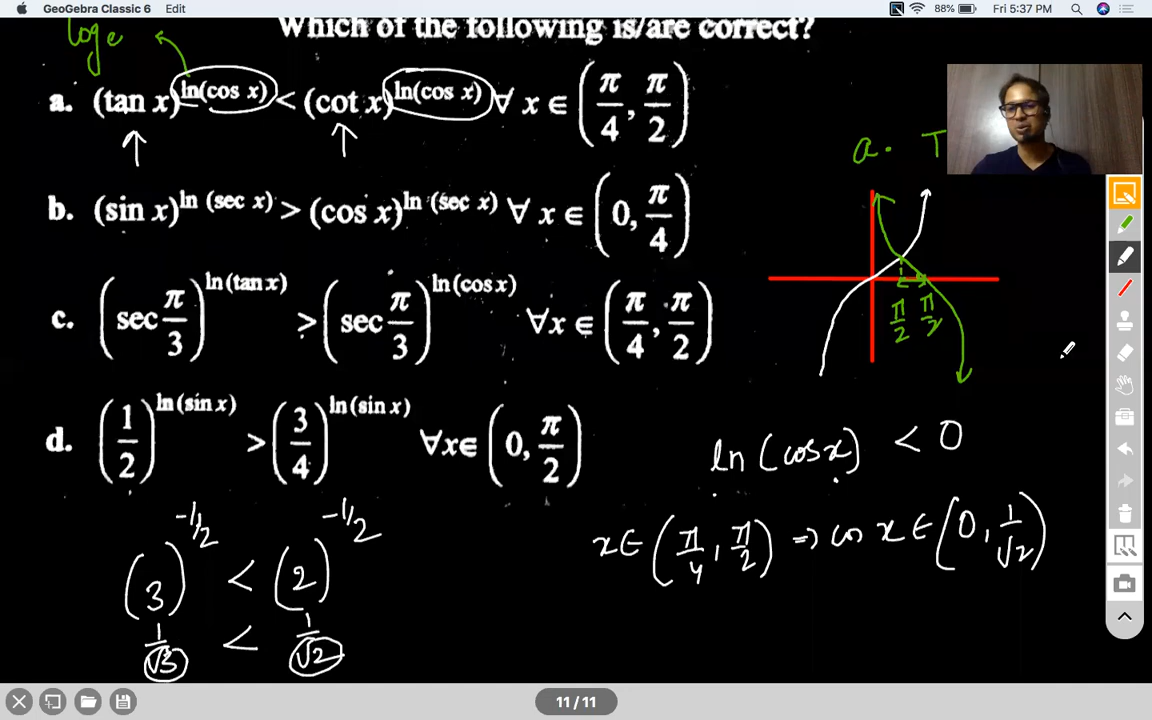 GeoGebra Classic 6 Edit 88% Fri 5:37 PM
Which of the following is/are correct?
log e
a. (tan x)^ln(cos x) < (cot x)^ln(cos x) ∀ x ∈ (π/4, π/2)
a. T
b. (sin x)^ln (sec x) > (cos x)^ln (sec x) ∀ x ∈ (0, π/4)
c. (sec π/3)^ln(tan x) > (sec π/3)^ln(cos x) ∀x ∈ (π/4, π/2)
π/2 π/2
d. (1/2)^ln(sin x) > (3/4)^ln(sin x) ∀x∈ (0, π/2)
ln (cos x) < 0
(3)^-1/2 < (2)^-1/2
x ∈ (π/4, π/2) ⇒ cos x ∈ (0, 1/√2)
1/√3 < 1/√2
11 / 11